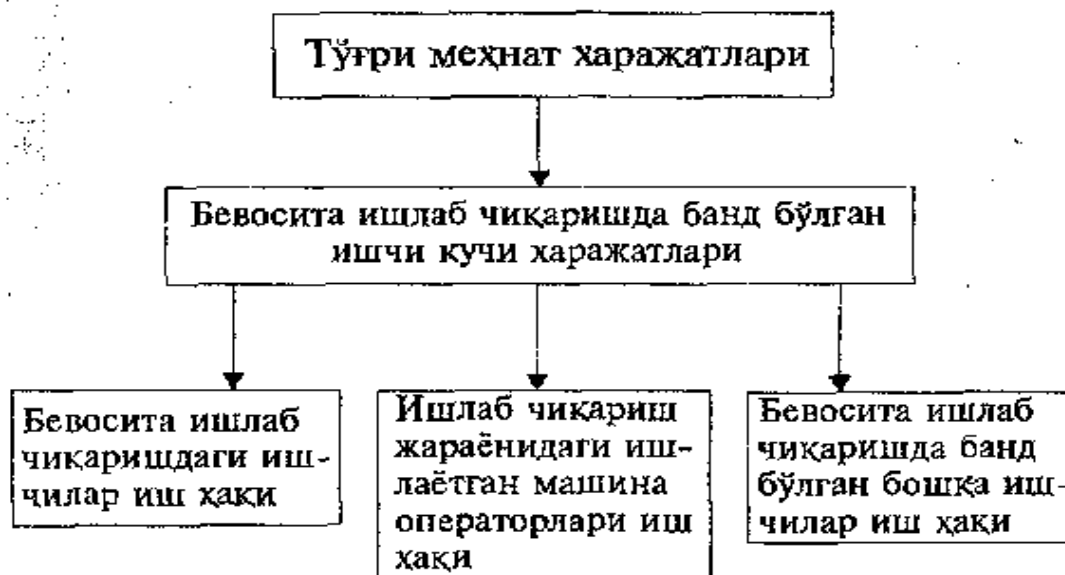 Тўғри меҳнат харажатлари
Бевосита ишлаб чиқаришда банд бўлган
ишчи кучи харажатлари
Бевосита ишлаб
чиқаришдаги иш-
чилар иш ҳақи
Ишлаб чиқариш
жараёнидаги иш-
лаётган машина
операторлари иш
ҳақи
Бевосита ишлаб
чиқаришда банд
бўлган бошқа иш-
чилар иш ҳақи